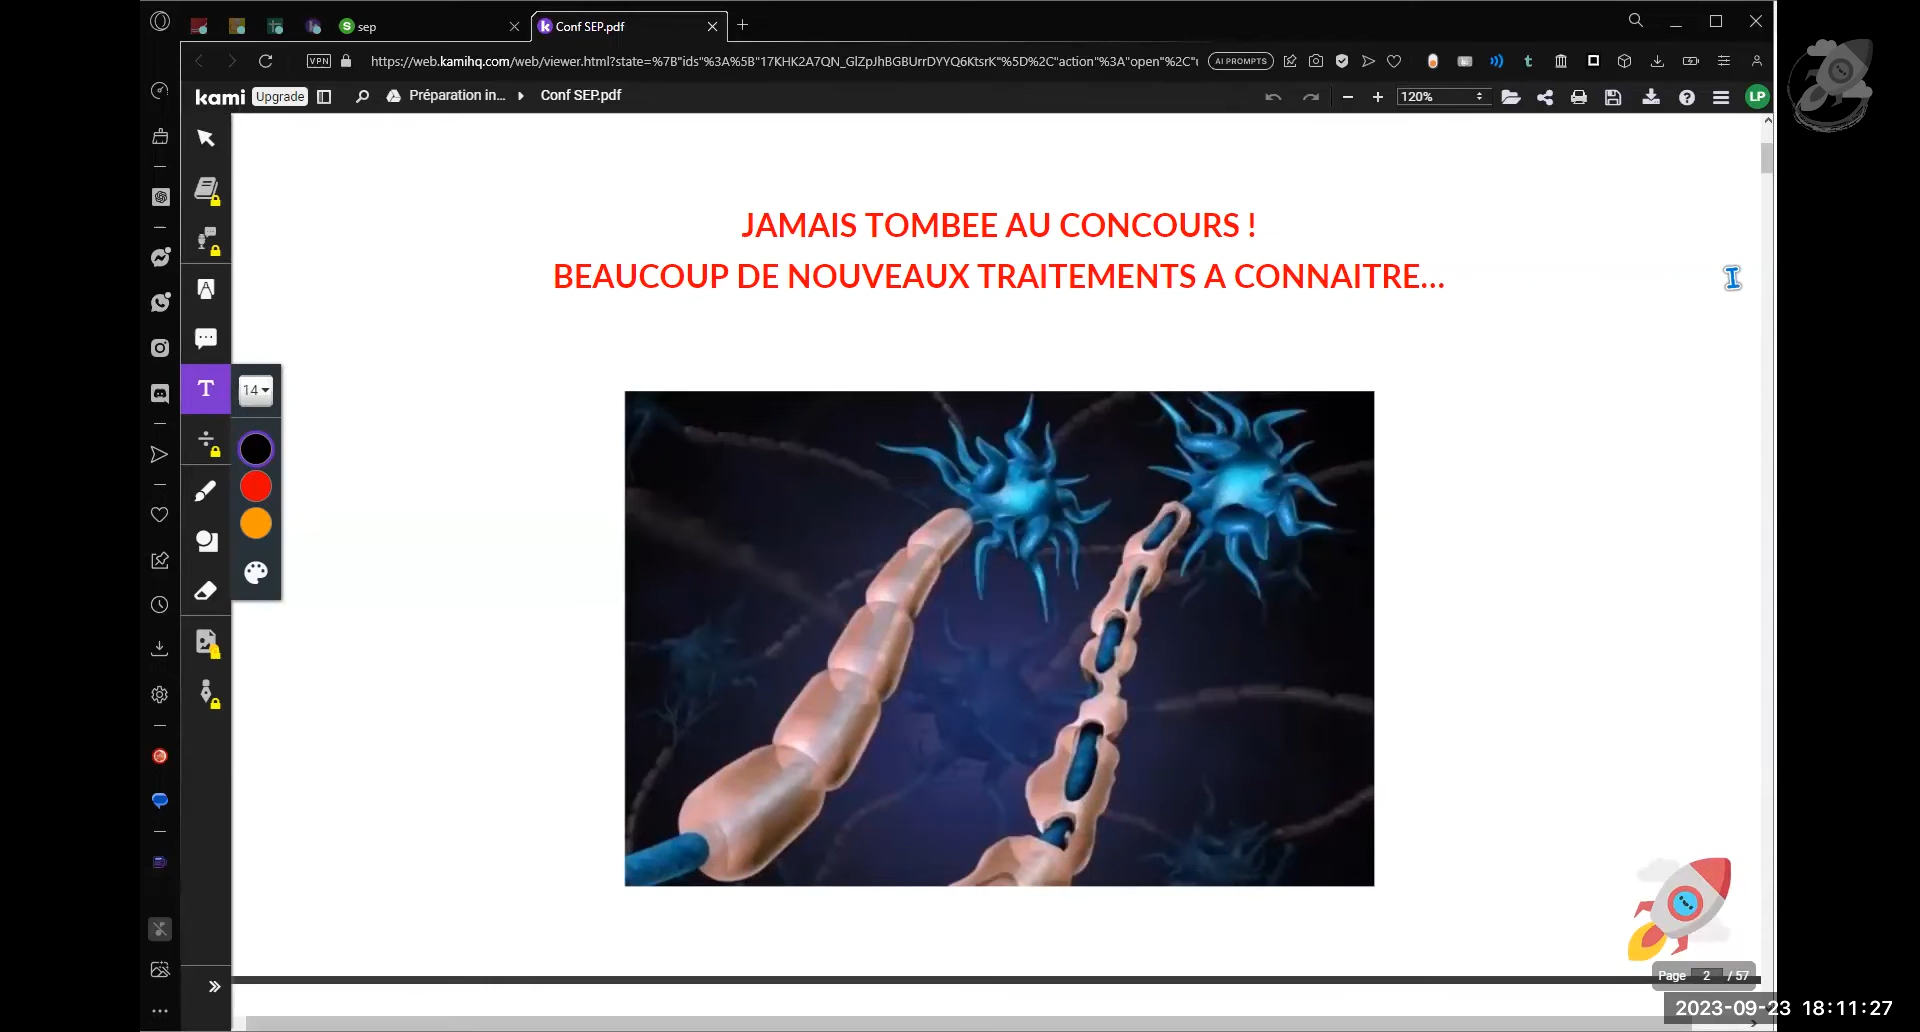 sep
Conf SEP.pdf
VPN
https://web.kamihq.com/web/viewer.html?state=%7B"ids"%3A%5B"17KHK2A7QN_GlZpJhBGBUrrDYYQ6KtsrK"%5D%2C"action"%3A"open"%2C"u
AI PROMPTS
kami Upgrade
Préparation in... Conf SEP.pdf
120%
LP
JAMAIS TOMBEE AU CONCOURS !
BEAUCOUP DE NOUVEAUX TRAITEMENTS A CONNAITRE...
T
14
Page 2 / 57
2023-09-23 18:11:27